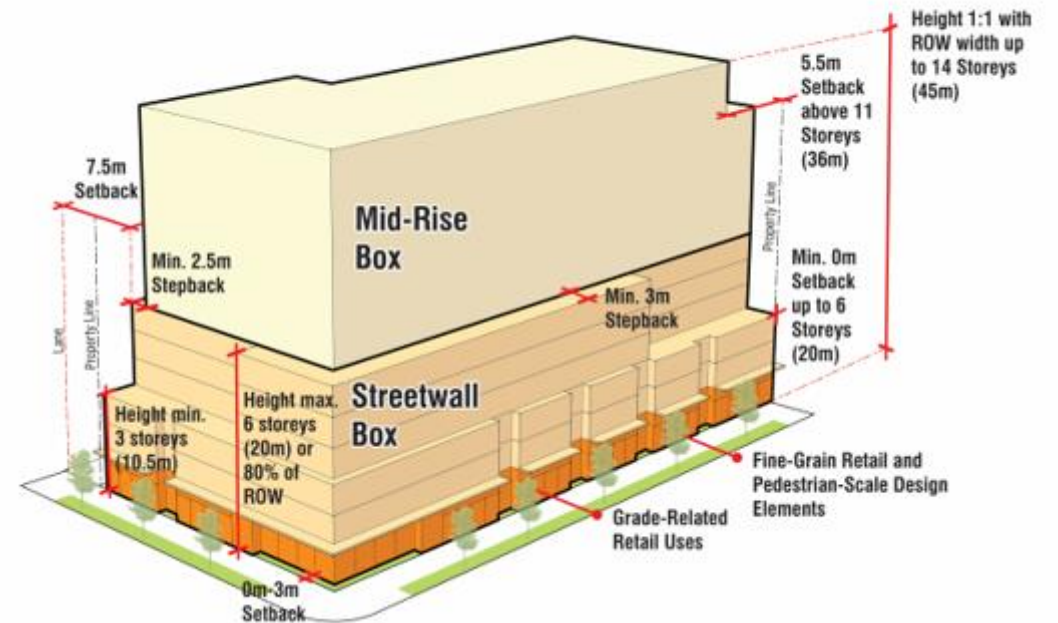 Height 1:1 with
ROW width up
to 14 Storeys
(45m)
5.5m
Setback
above 11
Storeys
(36m)
7.5m
Setback
Mid-Rise
Box
Property Line
Min. 2.5m
Stepback
Min. 0m
Setback
up to 6
Storeys
(20m)
Min. 3m
Stepback
Lane
Property Line
Streetwall
Box
Height min.
3 storeys
(10.5m)
Height max.
6 storeys
(20m) or
80% of
ROW
Fine-Grain Retail and
Pedestrian-Scale Design
Elements
Grade-Related
Retail Uses
0m-3m
Setback